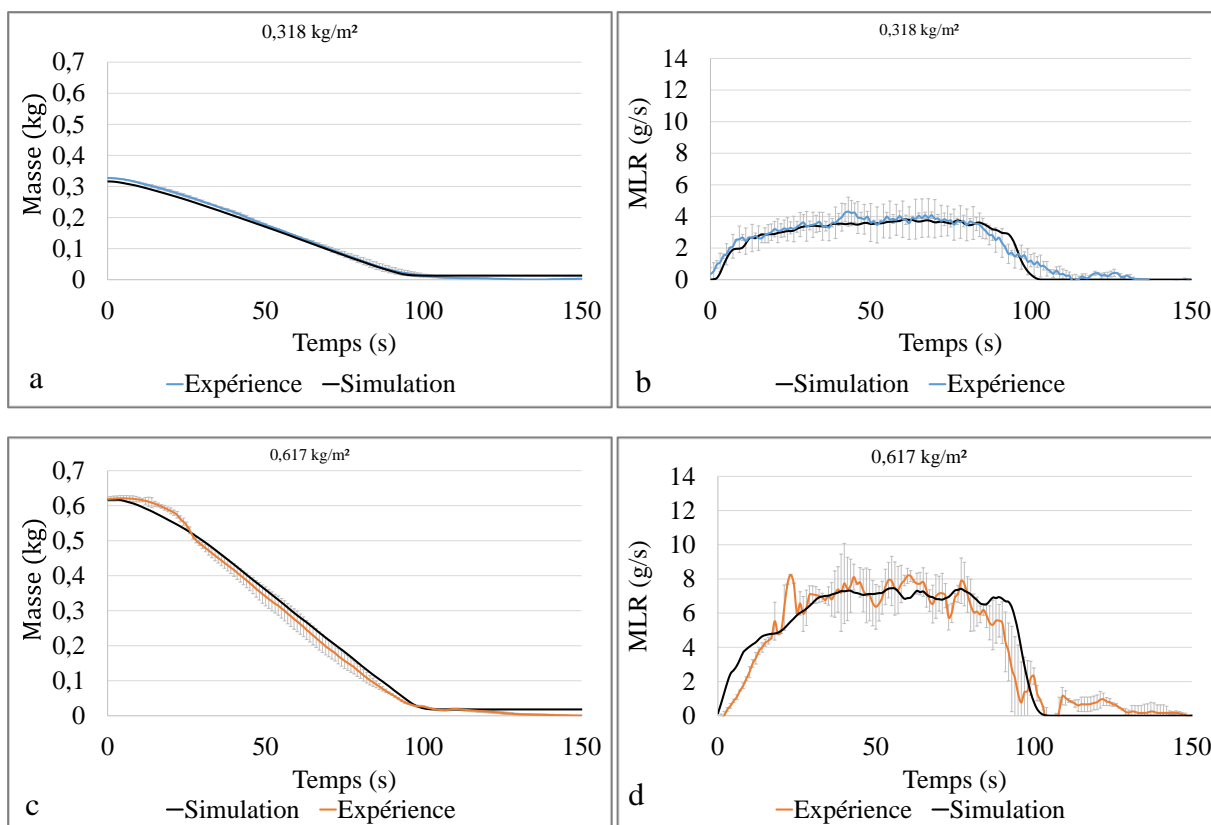 0,318 kg/m²
Masse (kg)
0,7
0,6
0,5
0,4
0,3
0,2
0,1
0
0 50 100 150
Temps (s)
a
Expérience Simulation
0,318 kg/m²
MLR (g/s)
14
12
10
8
6
4
2
0
0 50 100 150
Temps (s)
b
Simulation Expérience
0,617 kg/m²
Masse (kg)
0,7
0,6
0,5
0,4
0,3
0,2
0,1
0
0 50 100 150
Temps (s)
c
Simulation Expérience
0,617 kg/m²
MLR (g/s)
14
12
10
8
6
4
2
0
0 50 100 150
Temps (s)
d
Expérience Simulation